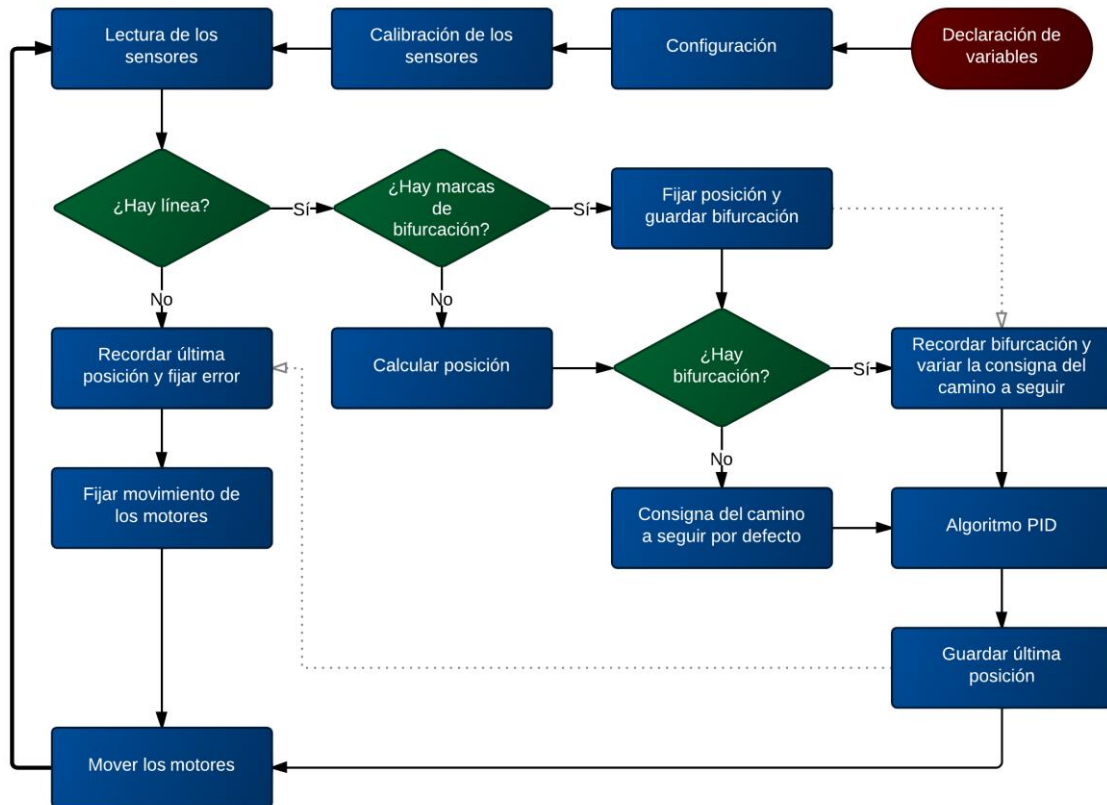 Lectura de los
sensores
Calibración de los
sensores
Configuración
Declaración de
variables
¿Hay línea?
Sí
¿Hay marcas
de
bifurcación?
Sí
Fijar posición y
guardar bifurcación
No
No
Recordar última
posición y fijar error
Calcular posición
¿Hay
bifurcación?
Sí
Recordar bifurcación y
variar la consigna del
camino a seguir
No
Fijar movimiento de
los motores
Consigna del camino
a seguir por defecto
Algoritmo PID
Guardar última
posición
Mover los motores